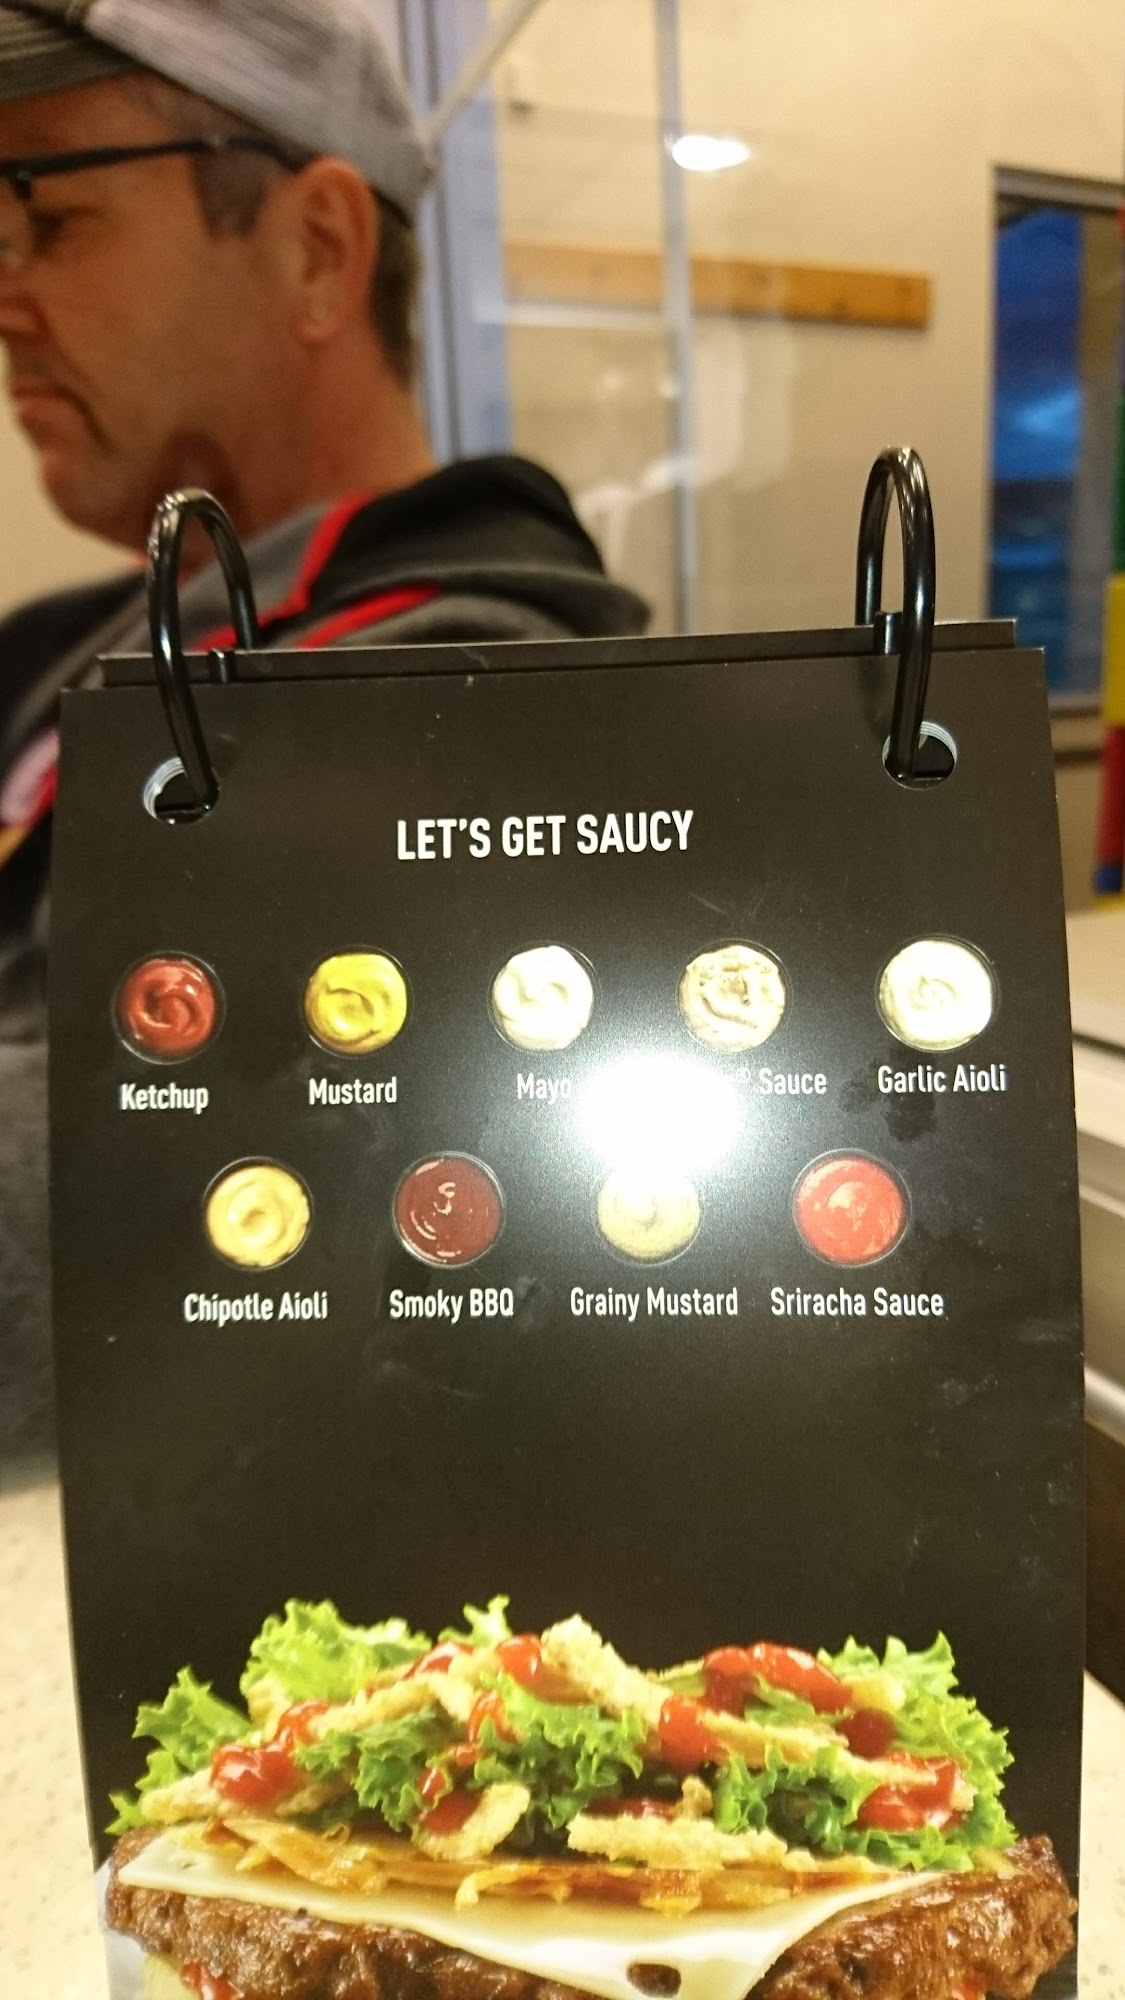 LET'S GET SAUCY
Ketchup Mustard Mayo ® Sauce Garlic Aioli
Chipotle Aioli Smoky BBQ Grainy Mustard Sriracha Sauce